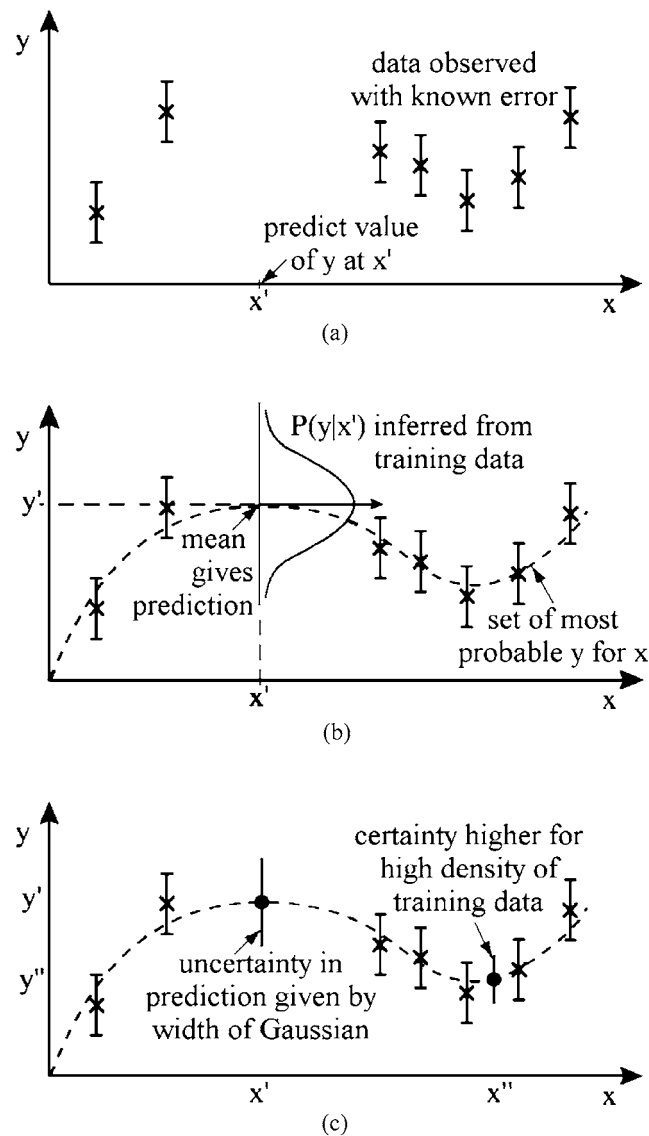 y
data observed
with known error
predict value
of y at x'
x'
x
(a)
y
P(y|x') inferred from
training data
y'
mean
gives
prediction
set of most
probable y for x
x'
x
(b)
y
certainty higher for
high density of
training data
y'
y''
uncertainty in
prediction given by
width of Gaussian
x'
x''
x
(c)